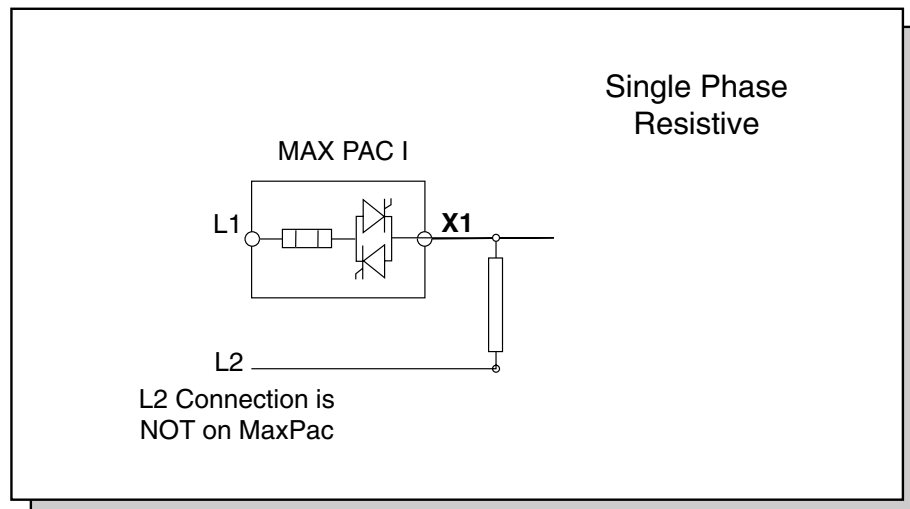 Single Phase
Resistive
MAX PAC I
L1
X1
L2
L2 Connection is
NOT on MaxPac